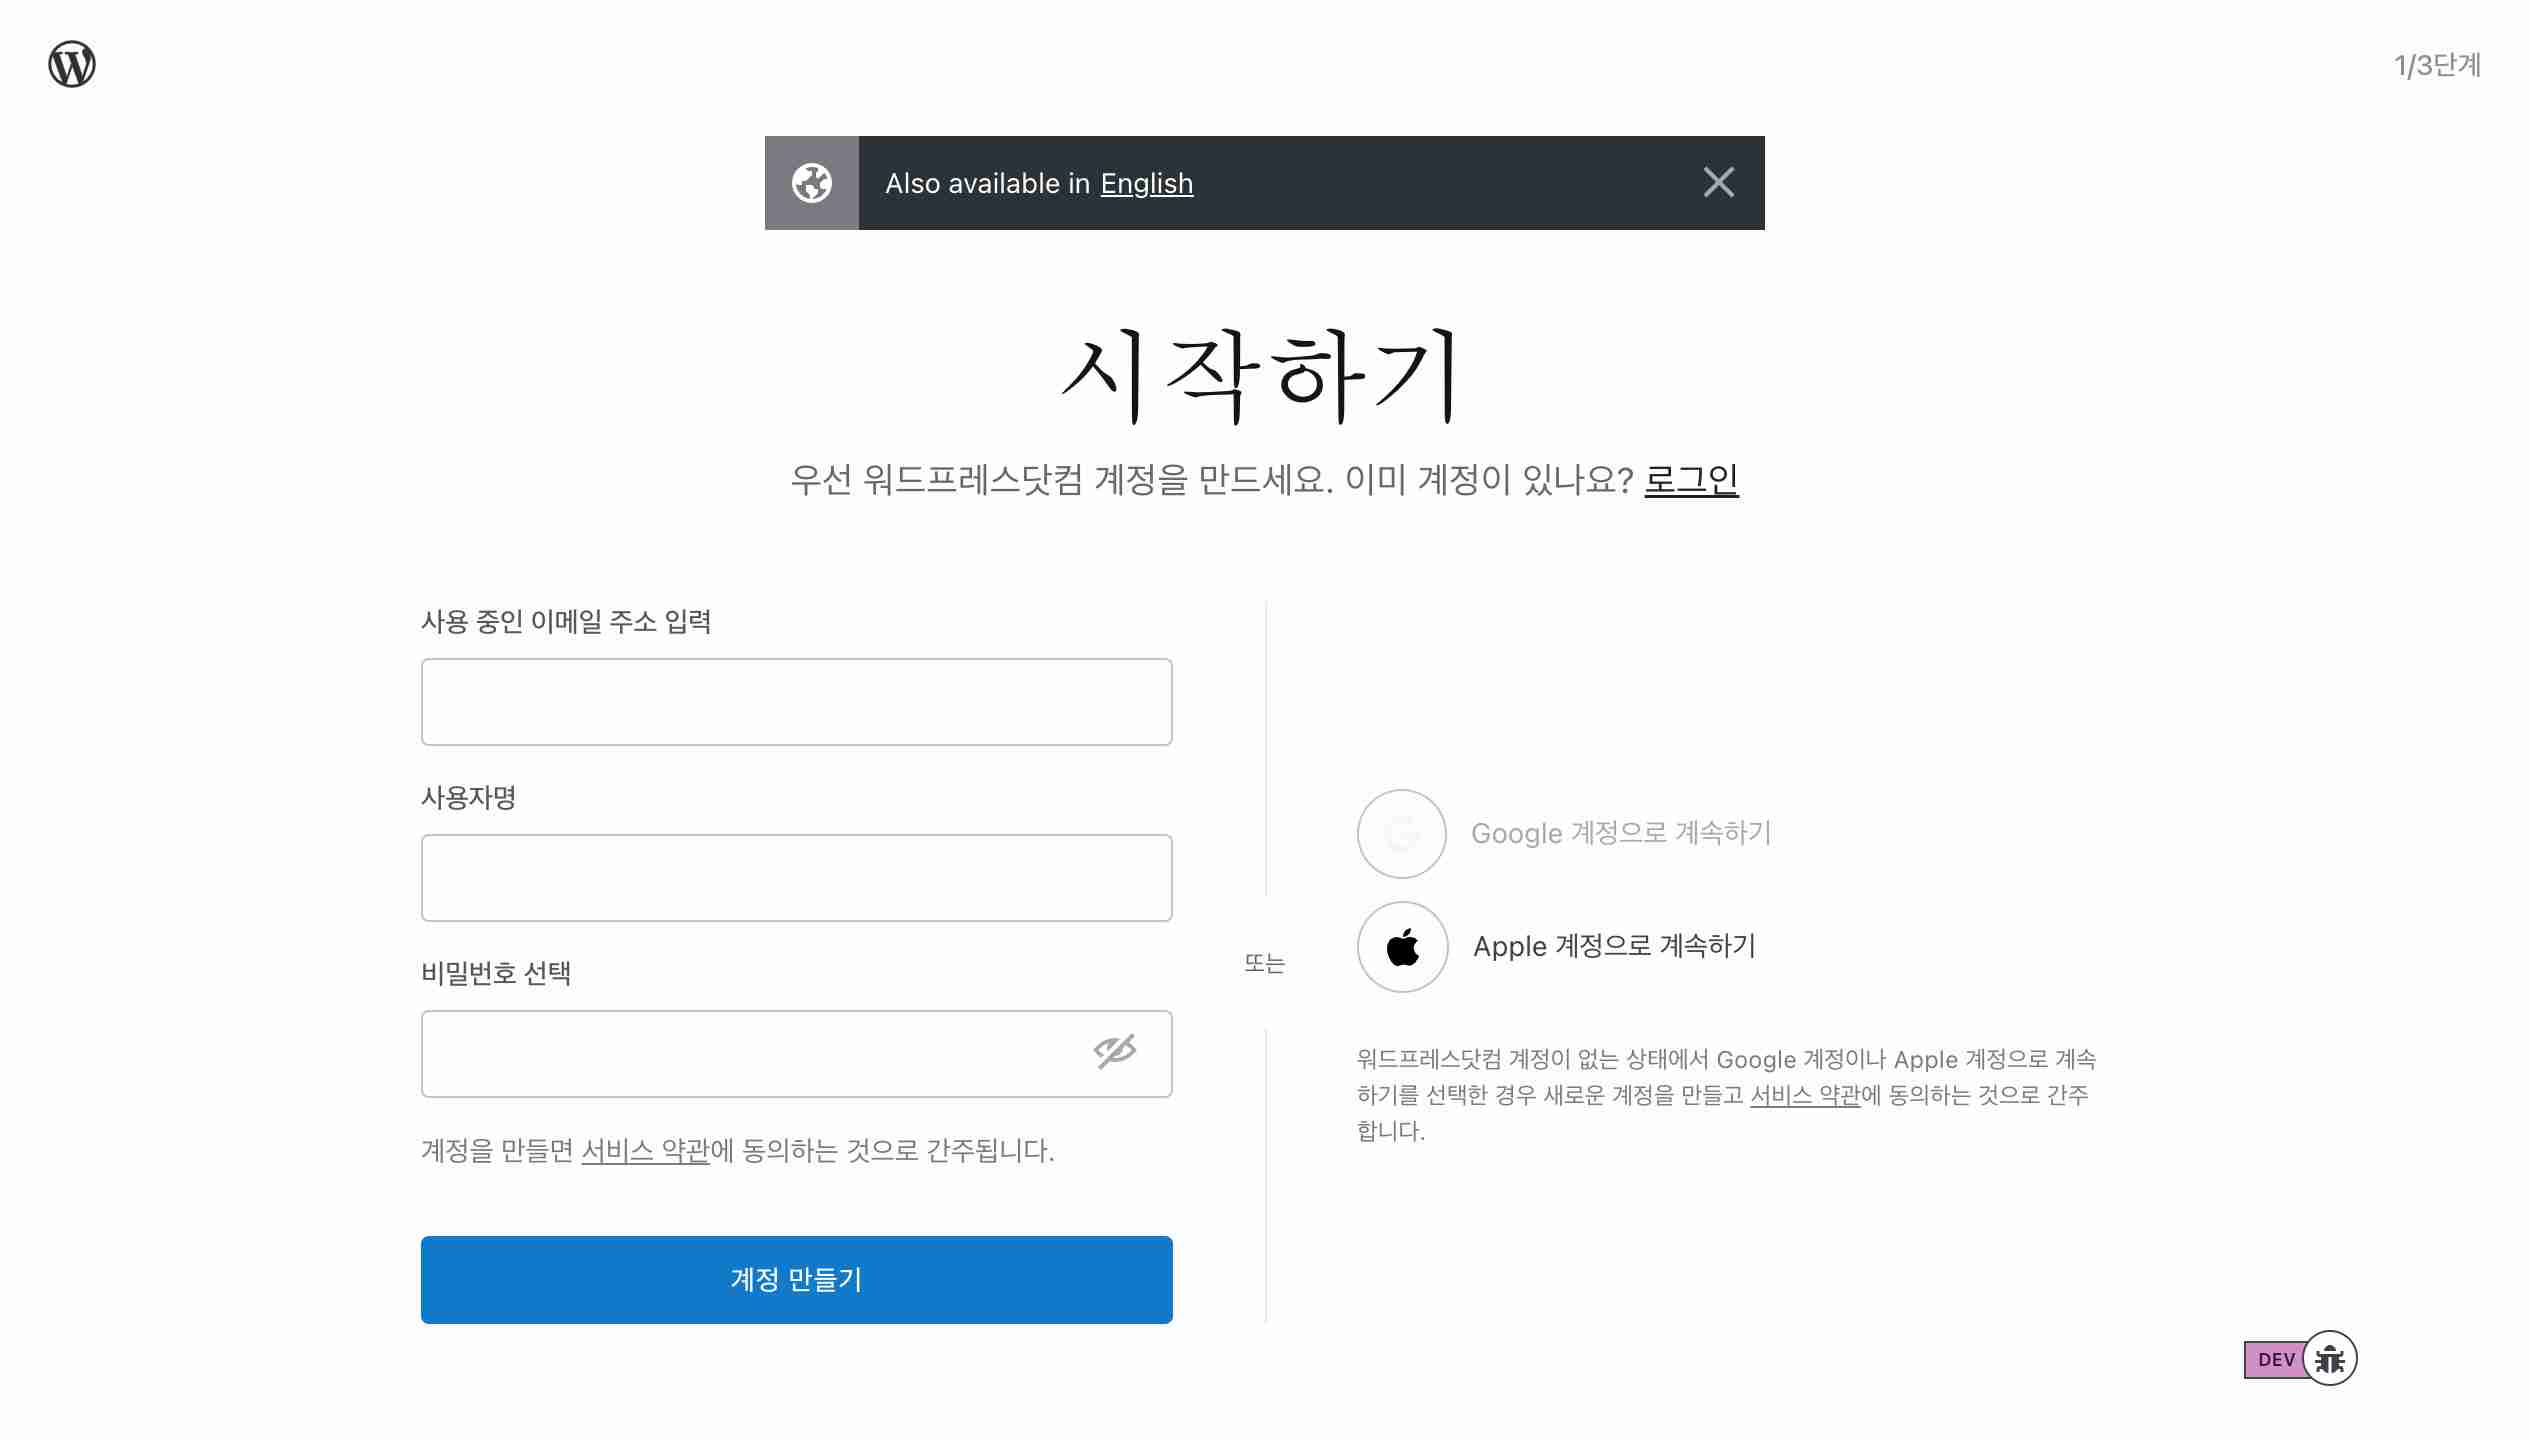 1/3단계
Also available in English
시작하기
우선 워드프레스닷컴 계정을 만드세요. 이미 계정이 있나요? 로그인
사용 중인 이메일 주소 입력
사용자명
비밀번호 선택
계정을 만들면 서비스 약관에 동의하는 것으로 간주됩니다.
계정 만들기
또는
Google 계정으로 계속하기
Apple 계정으로 계속하기
워드프레스닷컴 계정이 없는 상태에서 Google 계정이나 Apple 계정으로 계속
하기를 선택한 경우 새로운 계정을 만들고 서비스 약관에 동의하는 것으로 간주
합니다.
DEV